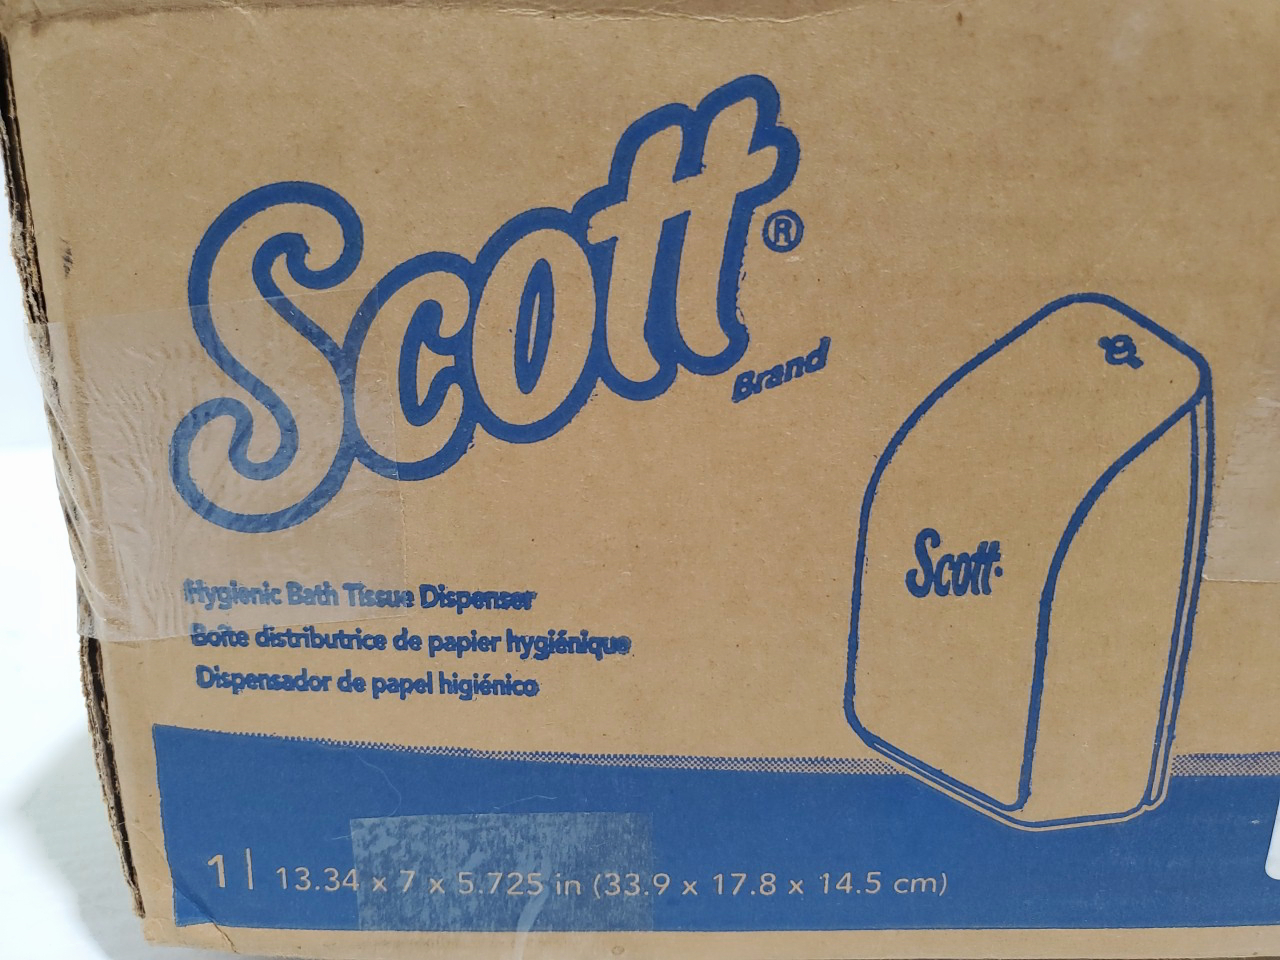 Scott®
Brand
Scott.
Hygienic Bath Tissue Dispenser
Boîte distributrice de papier hygiénique
Dispensador de papel higiénico
1 | 13.34 x 7 x 5.725 in (33.9 x 17.8 x 14.5 cm)